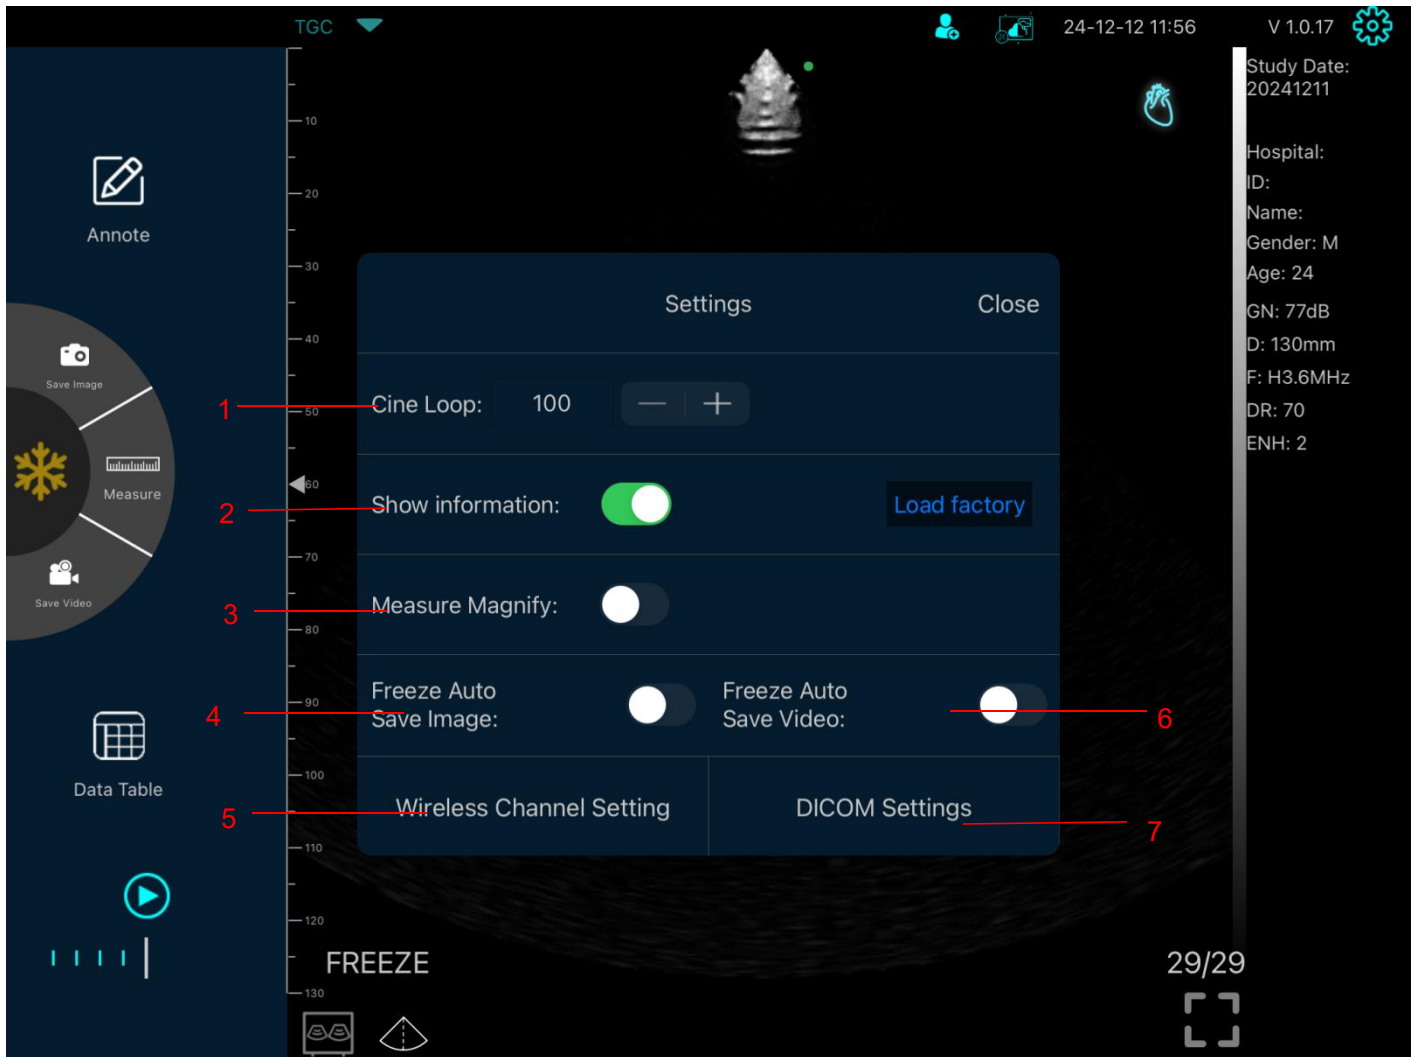 TGC
24-12-12 11:56
V 1.0.17
Study Date:
20241211
Hospital:
ID:
Name:
Gender: M
Age: 24
GN: 77dB
D: 130mm
F: H3.6MHz
DR: 70
ENH: 2
Annote
Save Image
Measure
Save Video
Data Table
10
20
30
40
50
60
70
80
90
100
110
120
130
Settings
Close
1
Cine Loop:
100
2
Show information:
Load factory
3
Measure Magnify:
4
Freeze Auto
Save Image:
Freeze Auto
Save Video:
6
5
Wireless Channel Setting
DICOM Settings
7
FREEZE
29/29